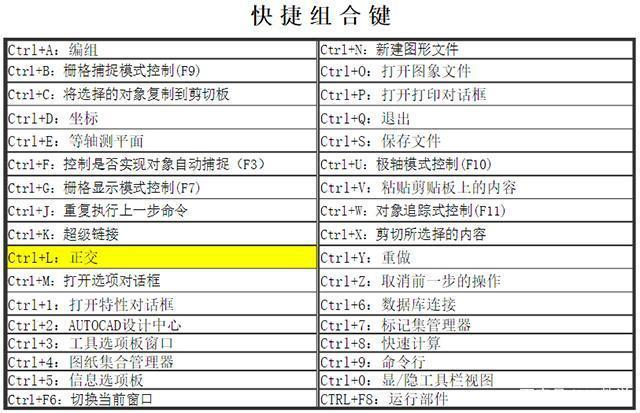 快捷组合键
Ctrl+A: 编组
Ctrl+N: 新建图形文件
Ctrl+B: 栅格捕捉模式控制(F9)
Ctrl+O: 打开图象文件
Ctrl+C: 将选择的对象复制到剪切板
Ctrl+P: 打开打印对话框
Ctrl+D: 坐标
Ctrl+Q: 退出
Ctrl+E: 等轴测平面
Ctrl+S: 保存文件
Ctrl+F: 控制是否实现对象自动捕捉（F3）
Ctrl+U: 极轴模式控制(F10)
Ctrl+G: 栅格显示模式控制(F7)
Ctrl+V: 粘贴剪贴板上的内容
Ctrl+J: 重复执行上一步命令
Ctrl+W: 对象追踪式控制(F11)
Ctrl+K: 超级链接
Ctrl+X: 剪切所选择的内容
Ctrl+L: 正交
Ctrl+Y: 重做
Ctrl+M: 打开选项对话框
Ctrl+Z: 取消前一步的操作
Ctrl+1: 打开特性对话框
Ctrl+6: 数据库连接
Ctrl+2: AUTOCAD设计中心
Ctrl+7: 标记集管理器
Ctrl+3: 工具选项板窗口
Ctrl+8: 快速计算
Ctrl+4: 图纸集合管理器
Ctrl+9: 命令行
Ctrl+5: 信息选项板
Ctrl+0: 显/隐工具栏视图
Ctrl+F6: 切换当前窗口
CTRL+F8: 运行部件